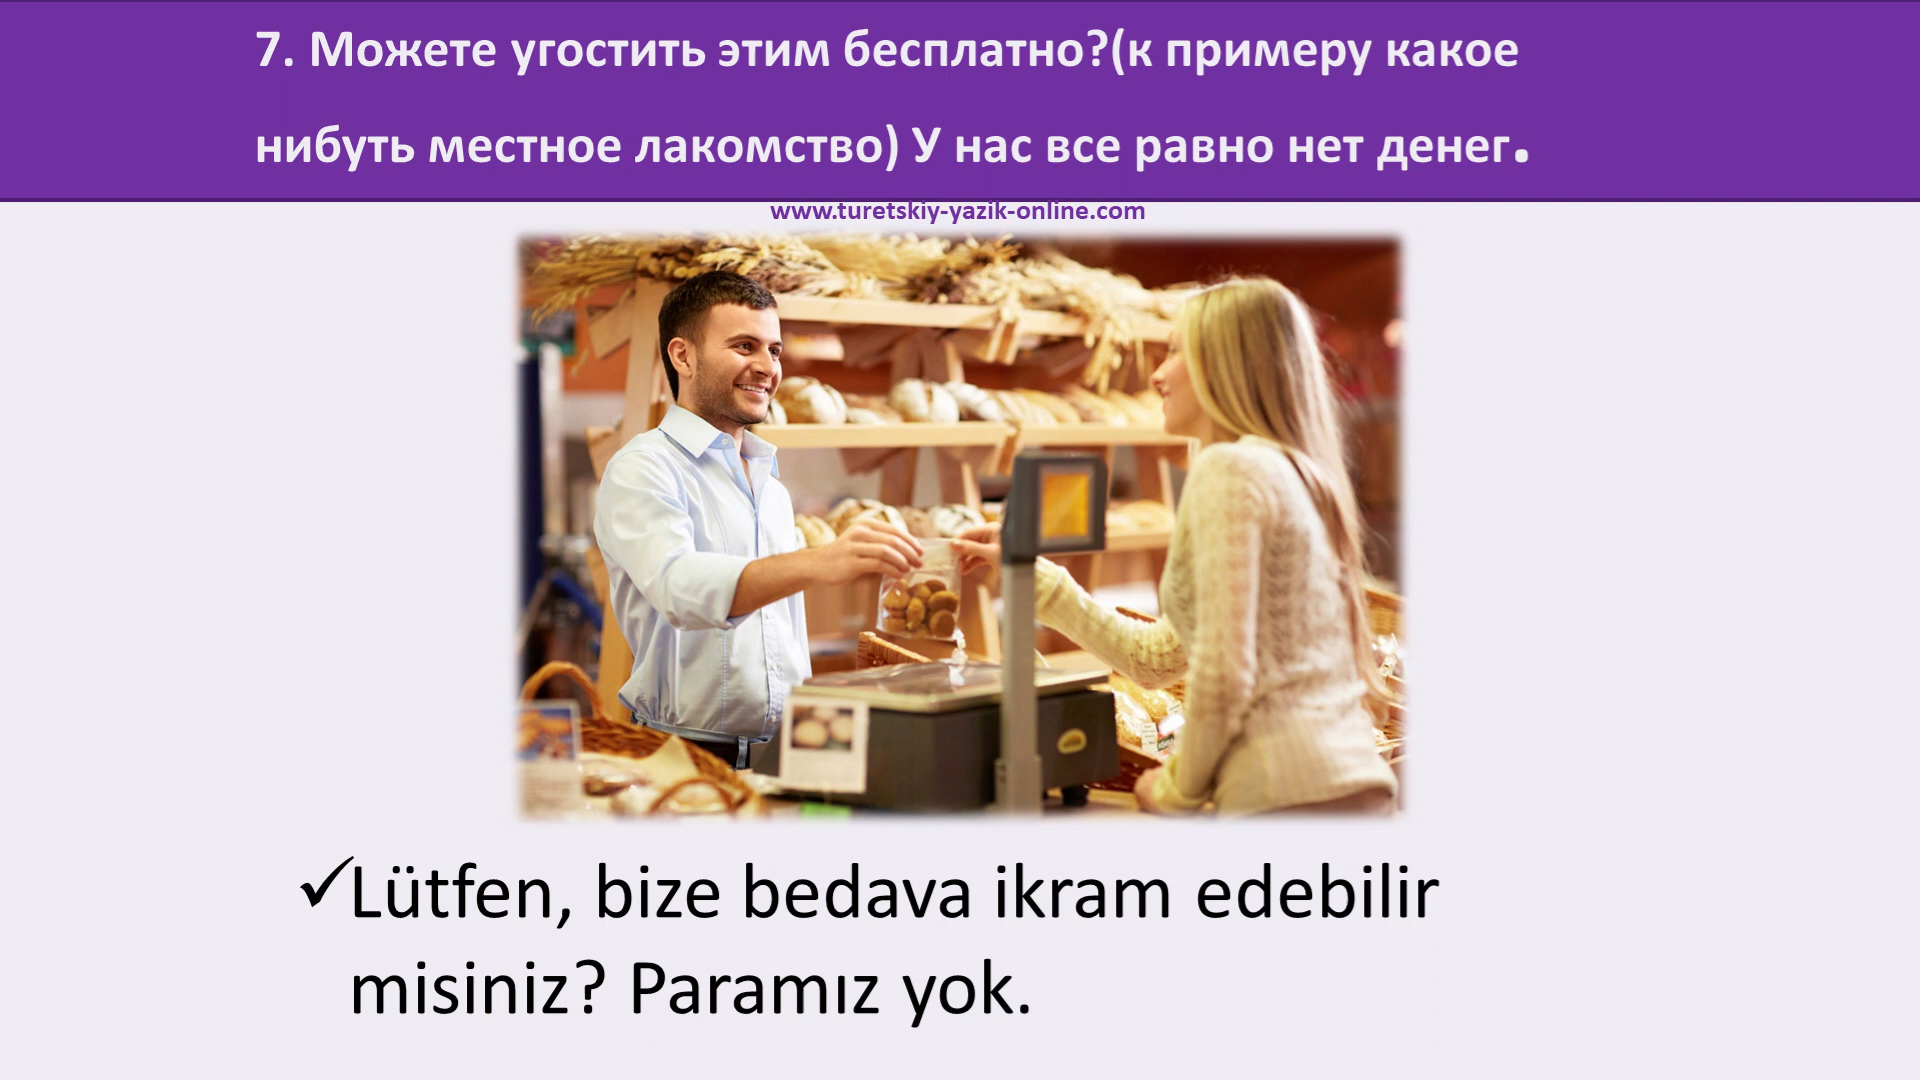 7. Можете угостить этим бесплатно?(к примеру какое
нибуть местное лакомство) У нас все равно нет денег.
www.turetskiy-yazik-online.com
✓Lütfen, bize bedava ikram edebilir
misiniz? Paramız yok.